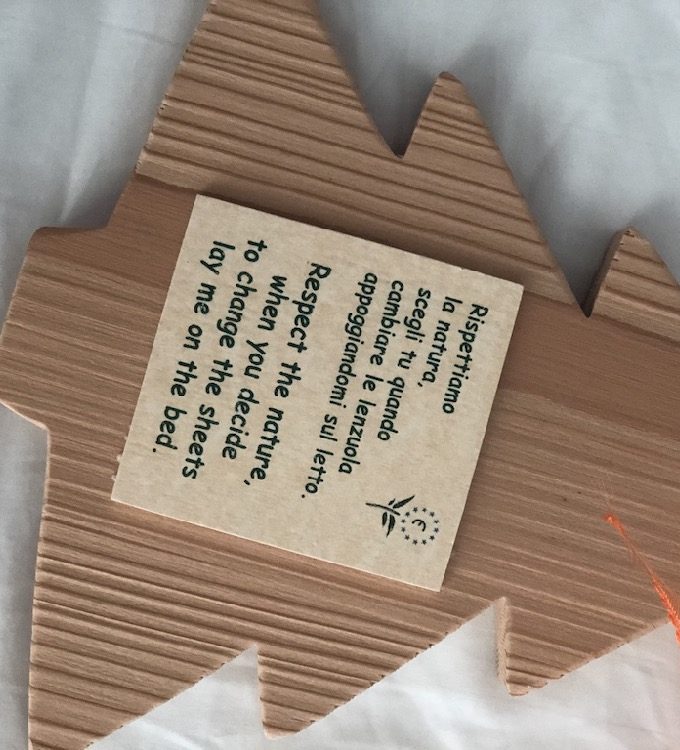 Rispettiamo
la natura,
scegli tu quando
cambiare le lenzuola
appoggiandomi sul letto.
Respect the nature,
when you decide
to change the sheets
lay me on the bed.
€